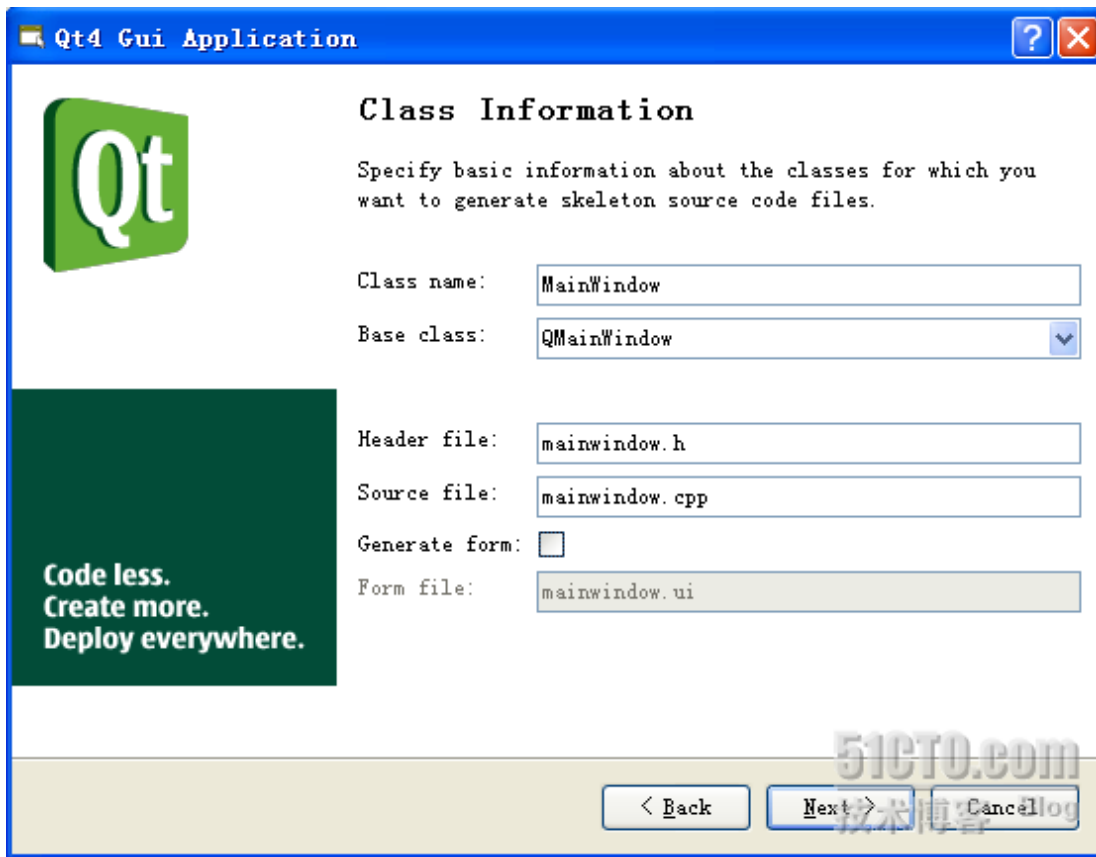 Qt4 Gui Application
Qt
Class Information
Specify basic information about the classes for which you
want to generate skeleton source code files.
Class name: MainWindow
Base class: QMainWindow
Header file: mainwindow.h
Source file: mainwindow.cpp
Generate form:
Form file: mainwindow.ui
Code less.
Create more.
Deploy everywhere.
51CTO.com
技术博客 Blog
< Back Next > Cancel